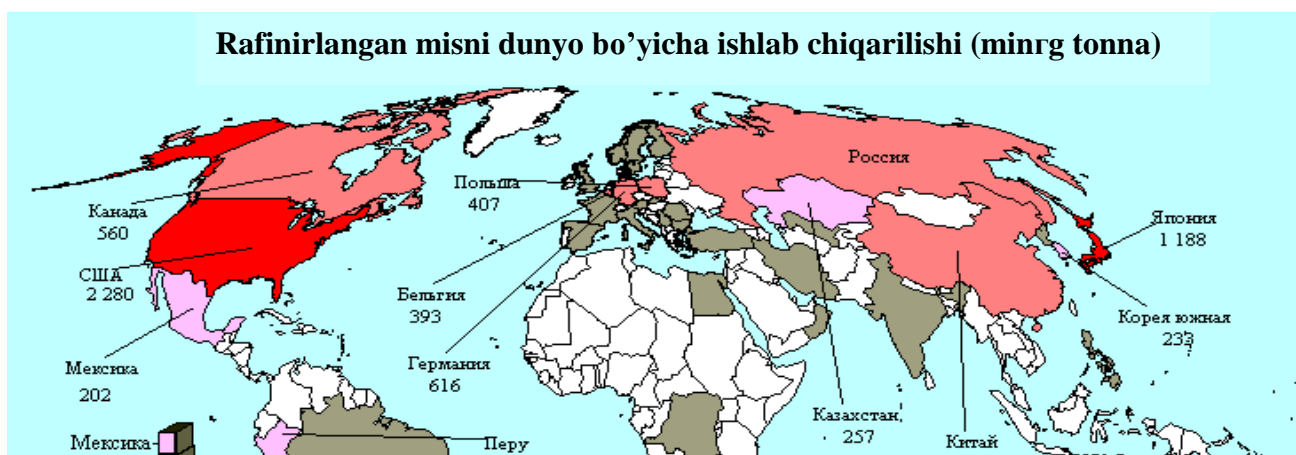 Rafinirlangan misni dunyo bo’yicha ishlab chiqarilishi (minгg tonna)
Россия
Польша
407
Канада
560
Япония
1 188
США
2 280
Бельгия
393
Корея южная
233
?
Мексика
202
Германия
616
Казахстан,
257
Китай
Мексика
Перу